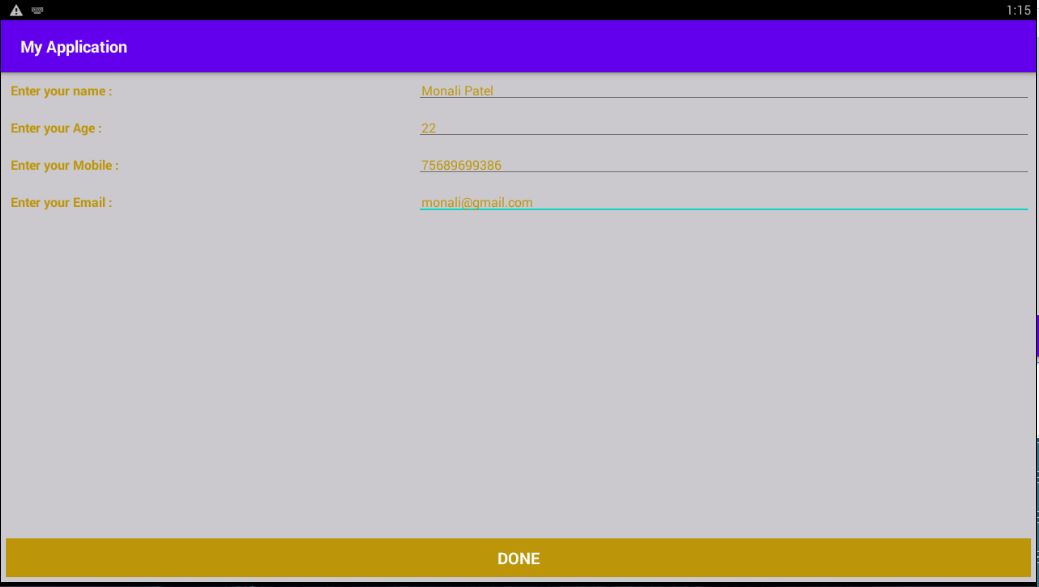 1:15
My Application
Enter your name : Monali Patel
Enter your Age : 22
Enter your Mobile : 75689699386
Enter your Email : monali@gmail.com
DONE